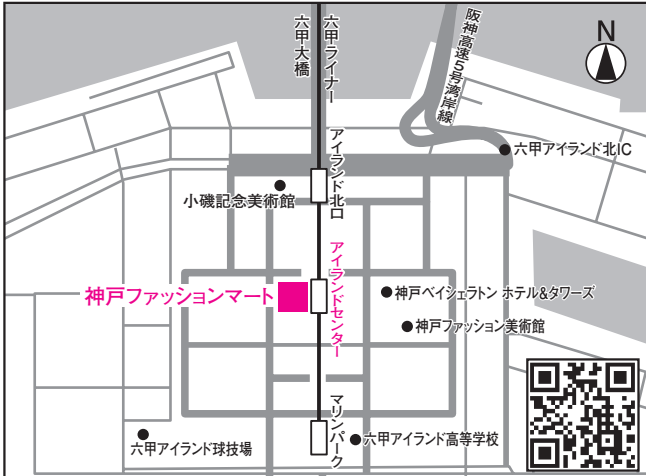 六甲大橋
六甲ライナー
阪神高速5号湾岸線
N
六甲アイランド北IC
アイランド北口
小磯記念美術館
アイランドセンター
神戸ファッションマート
神戸ベイシェラトン ホテル&タワーズ
神戸ファッション美術館
マリンパーク
六甲アイランド球技場
六甲アイランド高等学校